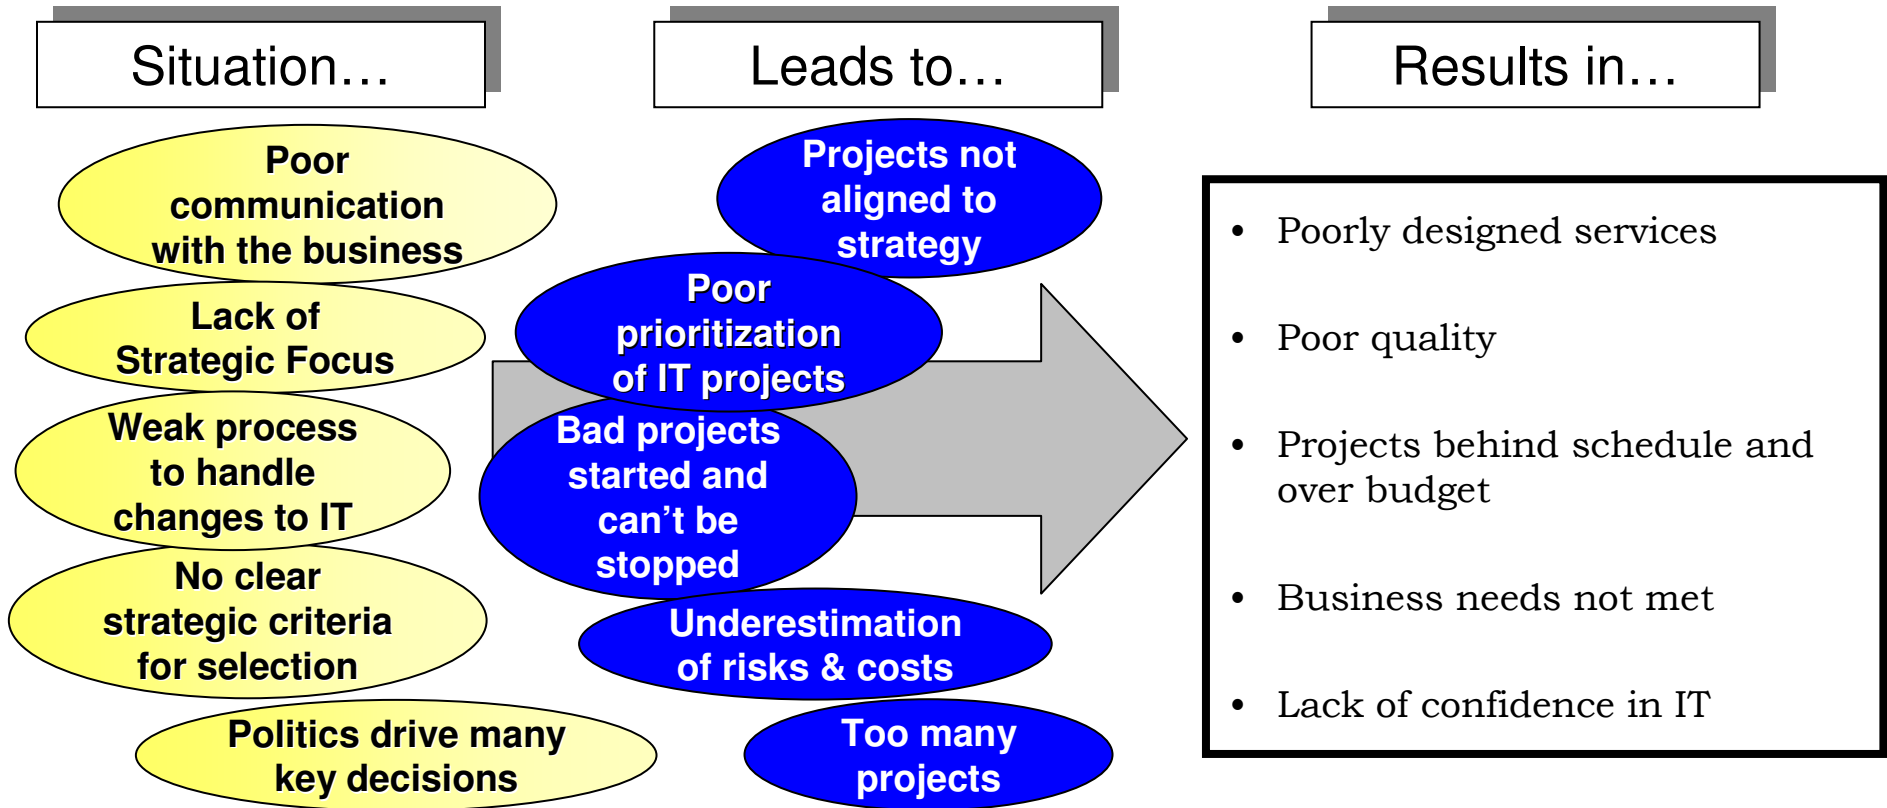 Situation…
Leads to…
Results in…
Poor
communication
with the business
Lack of
Strategic Focus
Weak process
to handle
changes to IT
No clear
strategic criteria
for selection
Politics drive many
key decisions
Projects not
aligned to
strategy
Poor
prioritization
of IT projects
Bad projects
started and
can’t be
stopped
Underestimation
of risks & costs
Too many
projects
• Poorly designed services
• Poor quality
• Projects behind schedule and
over budget
• Business needs not met
• Lack of confidence in IT